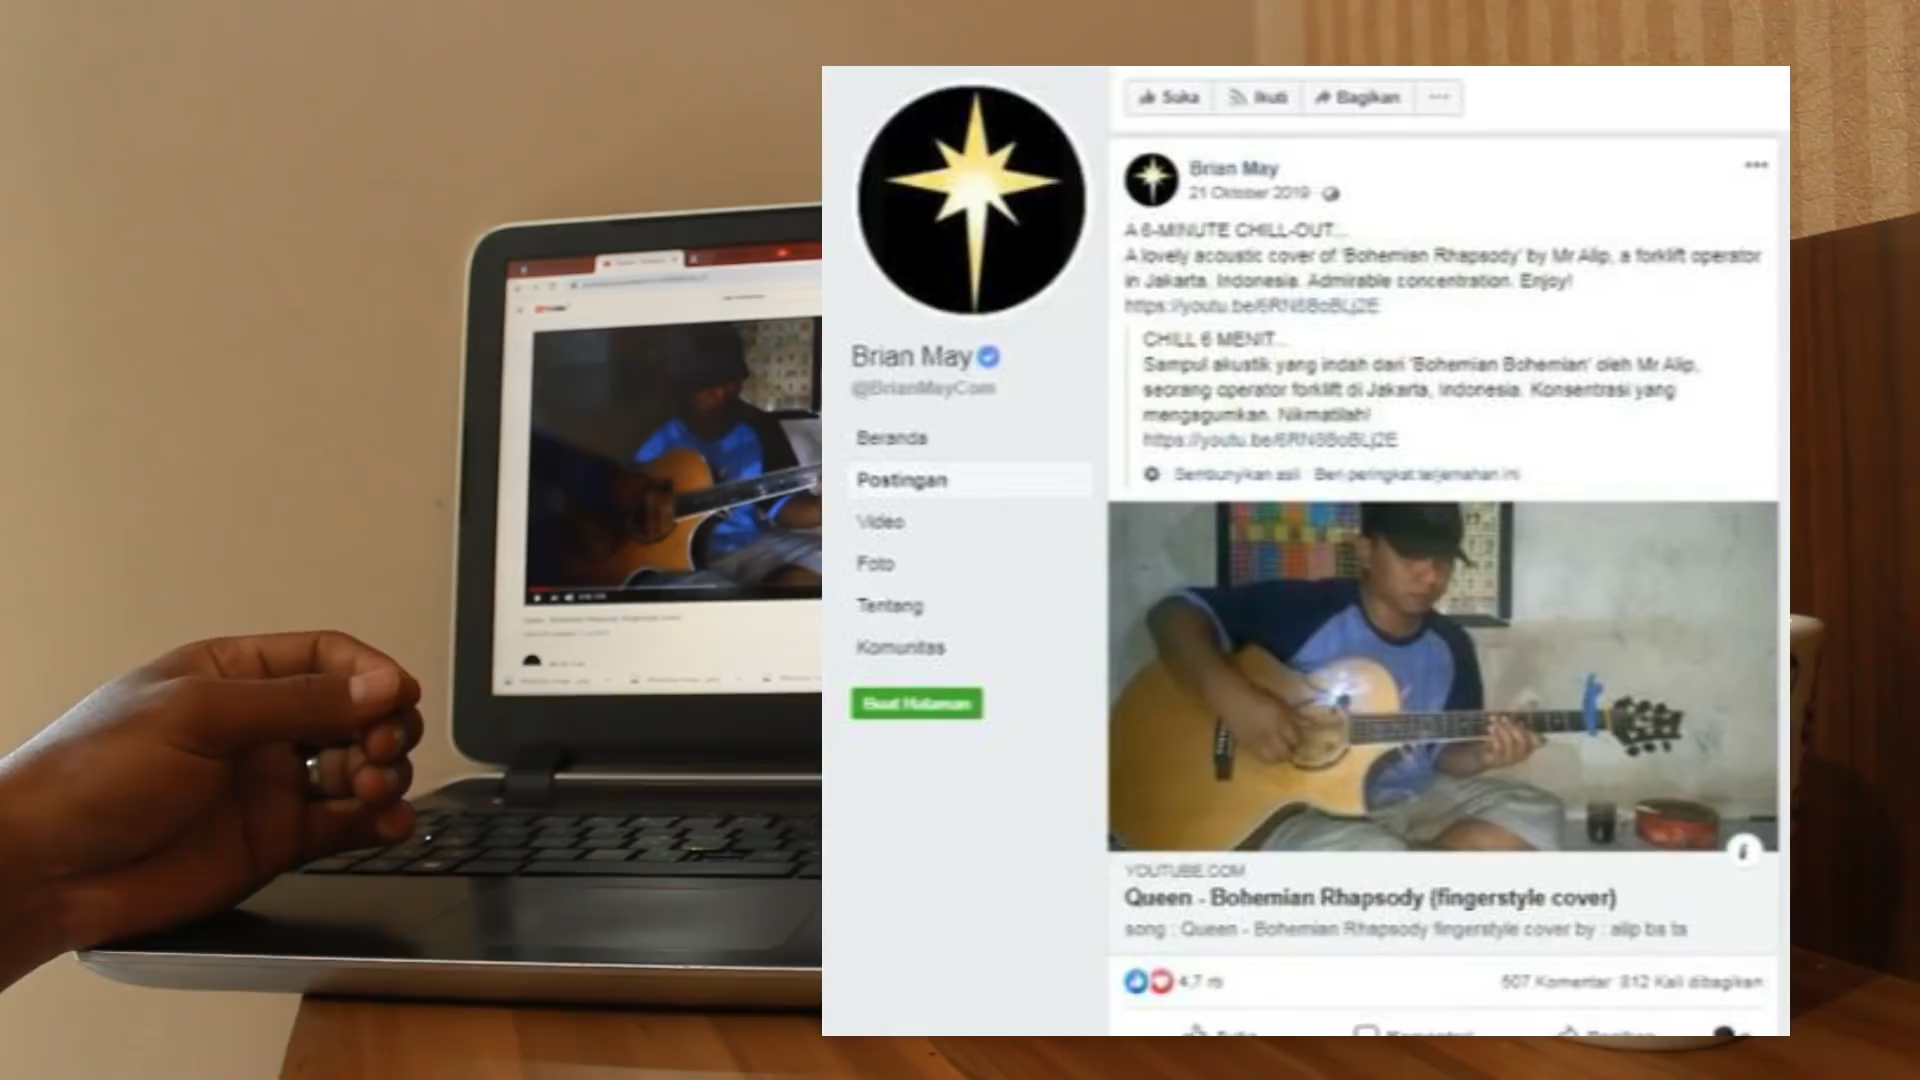 Suka Ikuti Bagikan
Brian May
21 Oktober 2019
A 6-MINUTE CHILL-OUT...
A lovely acoustic cover of 'Bohemian Rhapsody' by Mr Alip, a forklift operator
in Jakarta, Indonesia. Admirable concentration. Enjoy!
CHILL 6 MENIT...
Sampul akustik yang indah dari 'Bohemian Bohemian' oleh Mr Alip,
seorang operator forklift di Jakarta, Indonesia. Konsentrasi yang
mengagumkan. Nikmatilah!
Sembunyikan asli · Beri peringkat terjemahan ini
Brian May
@BrianMayCom
Beranda
Postingan
Video
Foto
Tentang
Komunitas
Buat Halaman
YOUTUBE.COM
Queen - Bohemian Rhapsody (fingerstyle cover)
song : Queen - Bohemian Rhapsody fingerstyle cover by : alip ba ta
4,7 rb
507 Komentar 812 Kali dibagikan